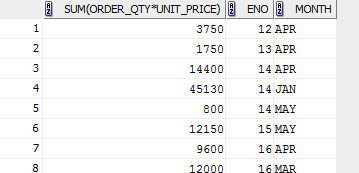 SUM(ORDER_QTY*UNIT_PRICE) ENO MONTH
1 3750 12 APR
2 1750 13 APR
3 14400 14 APR
4 45130 14 JAN
5 800 14 MAY
6 12150 15 MAY
7 9600 16 APR
8 12000 16 MAR